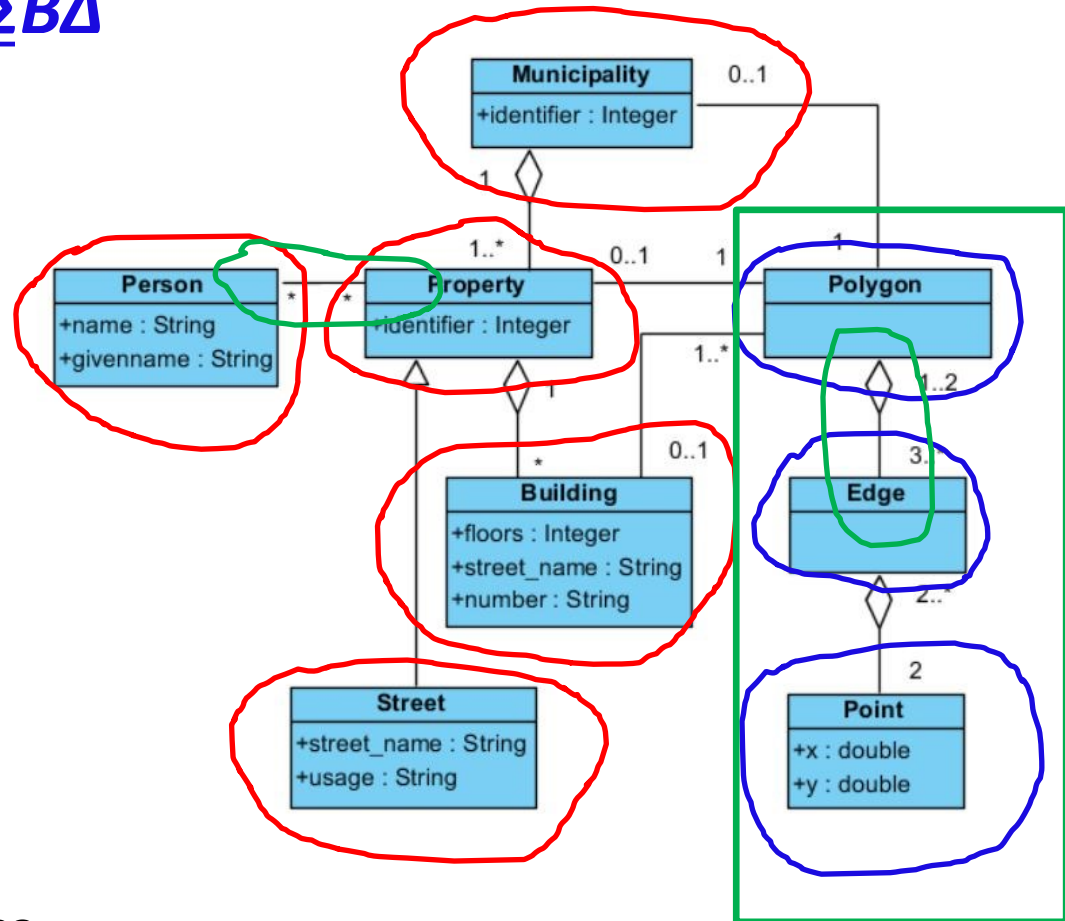 ΣΒΔ
Municipality
+identifier : Integer
0..1
1
1..*
0..1
1
1
Person
+name : String
+givenname : String
*
*
Property
+identifier : Integer
Polygon
1..*
1..2
1
*
0..1
3..*
Building
+floors : Integer
+street_name : String
+number : String
Edge
2..*
2
Street
+street_name : String
+usage : String
Point
+x : double
+y : double